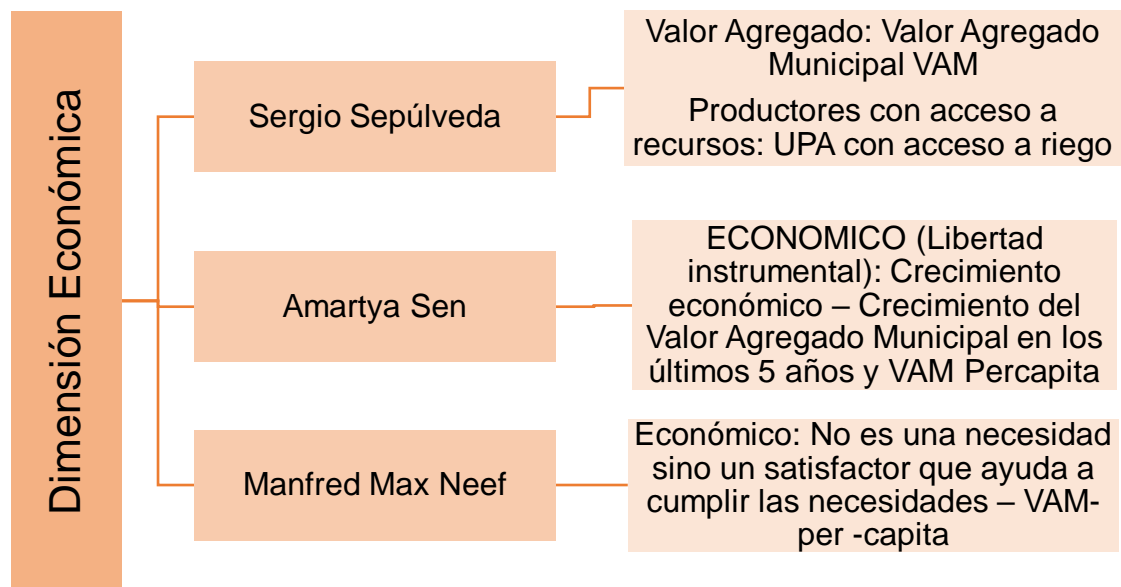 Dimensión Económica
Sergio Sepúlveda
Valor Agregado: Valor Agregado
Municipal VAM
Productores con acceso a
recursos: UPA con acceso a riego
Amartya Sen
ECONOMICO (Libertad
instrumental): Crecimiento
económico – Crecimiento del
Valor Agregado Municipal en los
últimos 5 años y VAM Percapita
Manfred Max Neef
Económico: No es una necesidad
sino un satisfactor que ayuda a
cumplir las necesidades – VAM-
per -capita